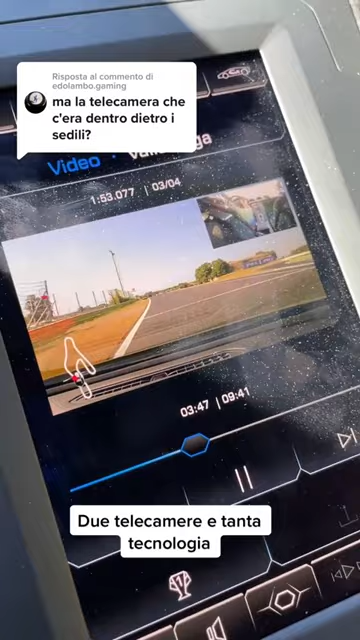 Risposta al commento di
edolambo.gaming
ma la telecamera che
c'era dentro dietro i
sedili?
Video
1:53.077 | 03/04
03:47 | 09:41
Due telecamere e tanta
tecnologia